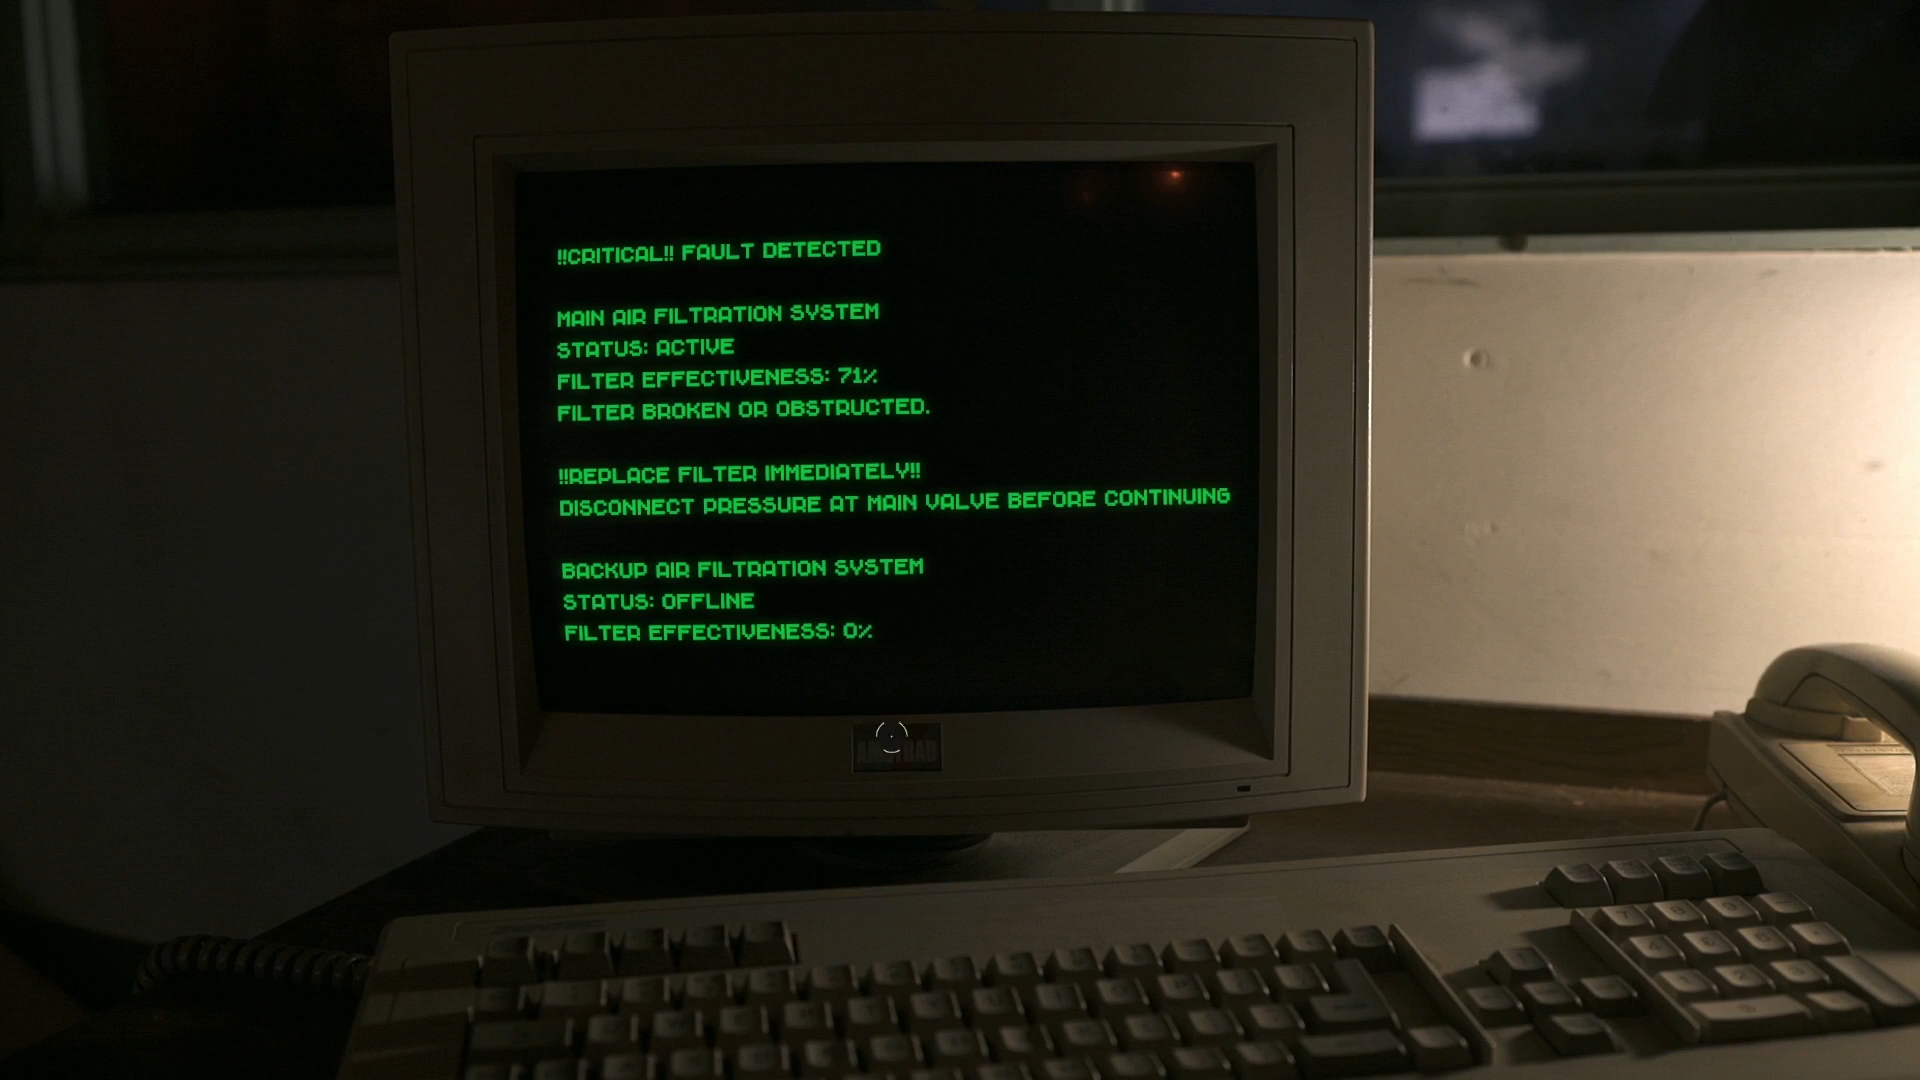 !!CRITICAL!! FAULT DETECTED
MAIN AIR FILTRATION SYSTEM
STATUS: ACTIVE
FILTER EFFECTIVENESS: 71%
FILTER BROKEN OR OBSTRUCTED.
!!REPLACE FILTER IMMEDIATELY!!
DISCONNECT PRESSURE AT MAIN VALVE BEFORE CONTINUING
BACKUP AIR FILTRATION SYSTEM
STATUS: OFFLINE
FILTER EFFECTIVENESS: 0%